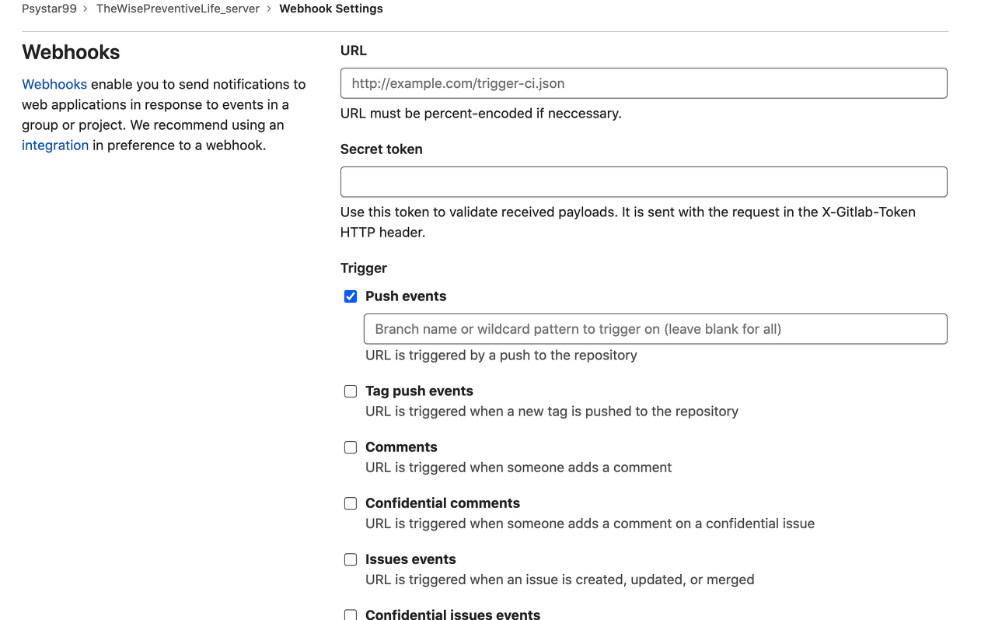 Psystar99 › TheWisePreventiveLife_server › Webhook Settings
Webhooks
Webhooks enable you to send notifications to
web applications in response to events in a
group or project. We recommend using an
integration in preference to a webhook.
URL
http://example.com/trigger-ci.json
URL must be percent-encoded if neccessary.
Secret token
Use this token to validate received payloads. It is sent with the request in the X-Gitlab-Token
HTTP header.
Trigger
Push events
Branch name or wildcard pattern to trigger on (leave blank for all)
URL is triggered by a push to the repository
Tag push events
URL is triggered when a new tag is pushed to the repository
Comments
URL is triggered when someone adds a comment
Confidential comments
URL is triggered when someone adds a comment on a confidential issue
Issues events
URL is triggered when an issue is created, updated, or merged
Confidential issues events